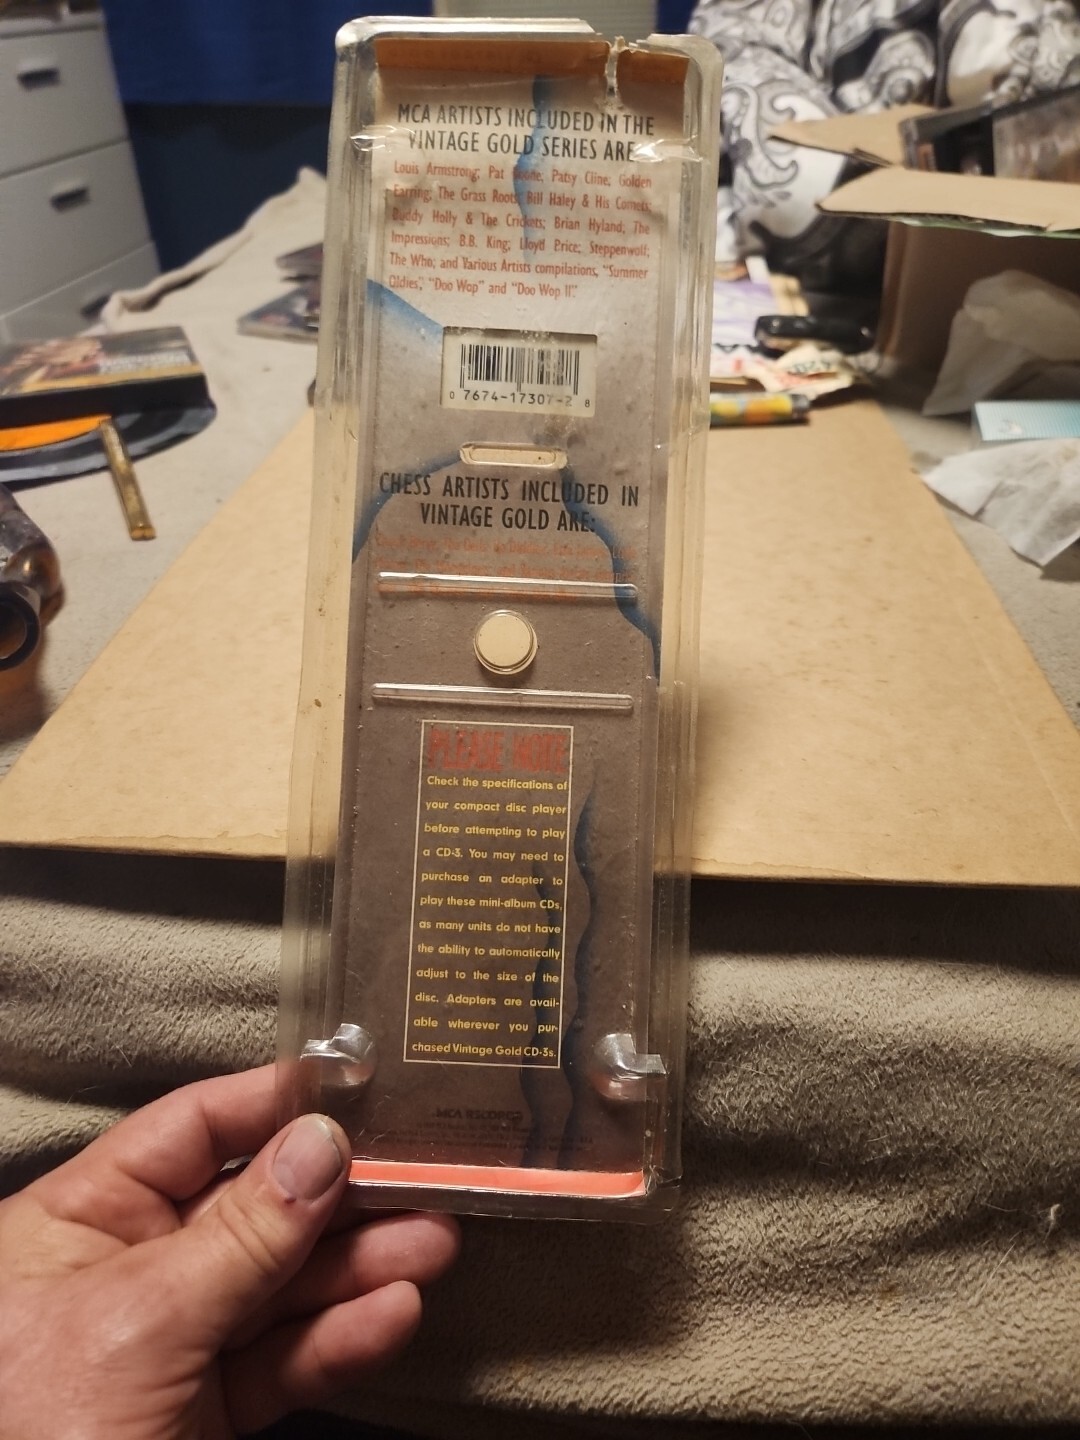 MCA ARTISTS INCLUDED IN THE
VINTAGE GOLD SERIES ARE:
Louis Armstrong; Pat Boone; Patsy Cline; Golden
Earring; The Grass Roots; Bill Haley & His Comets;
Buddy Holly & The Crickets; Brian Hyland; The
Impressions; B.B. King; Lloyd Price; Steppenwolf;
The Who; and Various Artists compilations, "Summer
Oldies," "Doo Wop" and "Doo Wop II".
0 7674-17307-2 8
CHESS ARTISTS INCLUDED IN
VINTAGE GOLD ARE:
PLEASE NOTE
Check the specifications of
your compact disc player
before attempting to play
a CD-3. You may need to
purchase an adapter to
play these mini-album CDs,
as many units do not have
the ability to automatically
adjust to the size of the
disc. Adapters are avail-
able wherever you pur-
chased Vintage Gold CD-3s.
MCA RECORDS